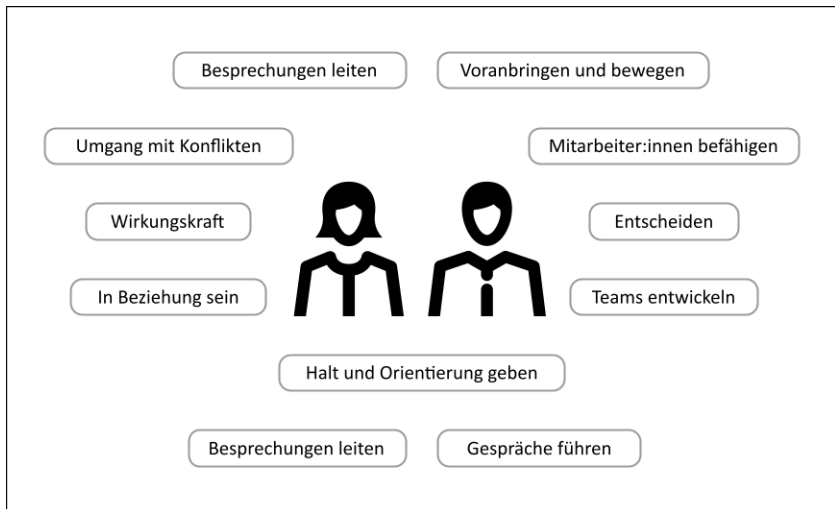 Besprechungen leiten
Voranbringen und bewegen
Umgang mit Konflikten
Mitarbeiter:innen befähigen
Wirkungskraft
Entscheiden
In Beziehung sein
Teams entwickeln
Halt und Orientierung geben
Besprechungen leiten
Gespräche führen